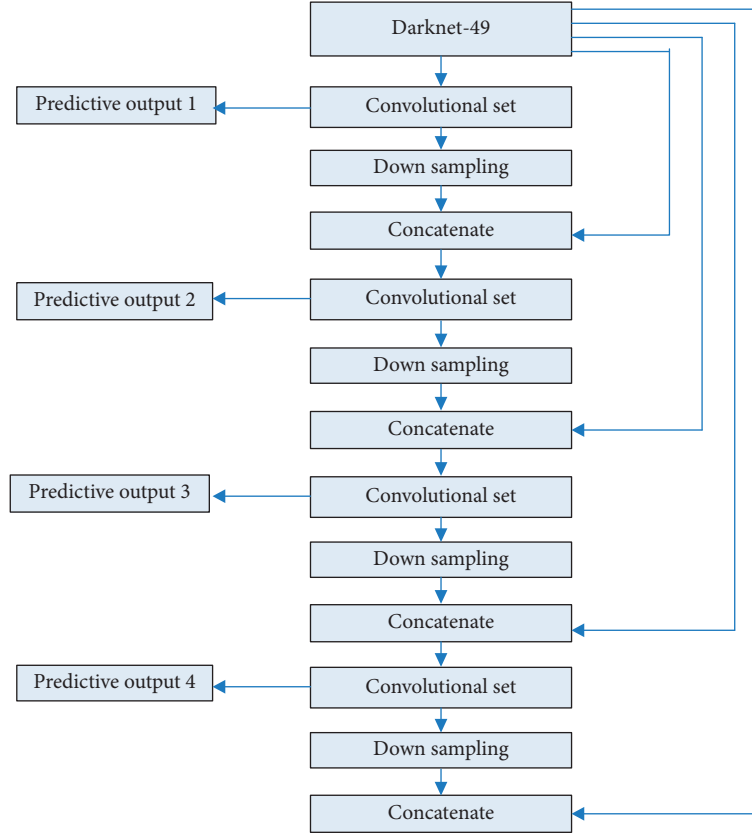 Darknet-49
Predictive output 1
Convolutional set
Down sampling
Concatenate
Predictive output 2
Convolutional set
Down sampling
Concatenate
Predictive output 3
Convolutional set
Down sampling
Concatenate
Predictive output 4
Convolutional set
Down sampling
Concatenate